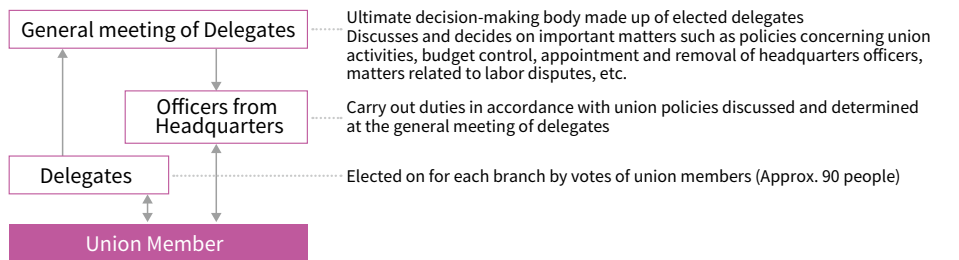 General meeting of Delegates
Ultimate decision-making body made up of elected delegates
Discusses and decides on important matters such as policies concerning union
activities, budget control, appointment and removal of headquarters officers,
matters related to labor disputes, etc.
Officers from
Headquarters
Carry out duties in accordance with union policies discussed and determined
at the general meeting of delegates
Delegates
Elected on for each branch by votes of union members (Approx. 90 people)
Union Member